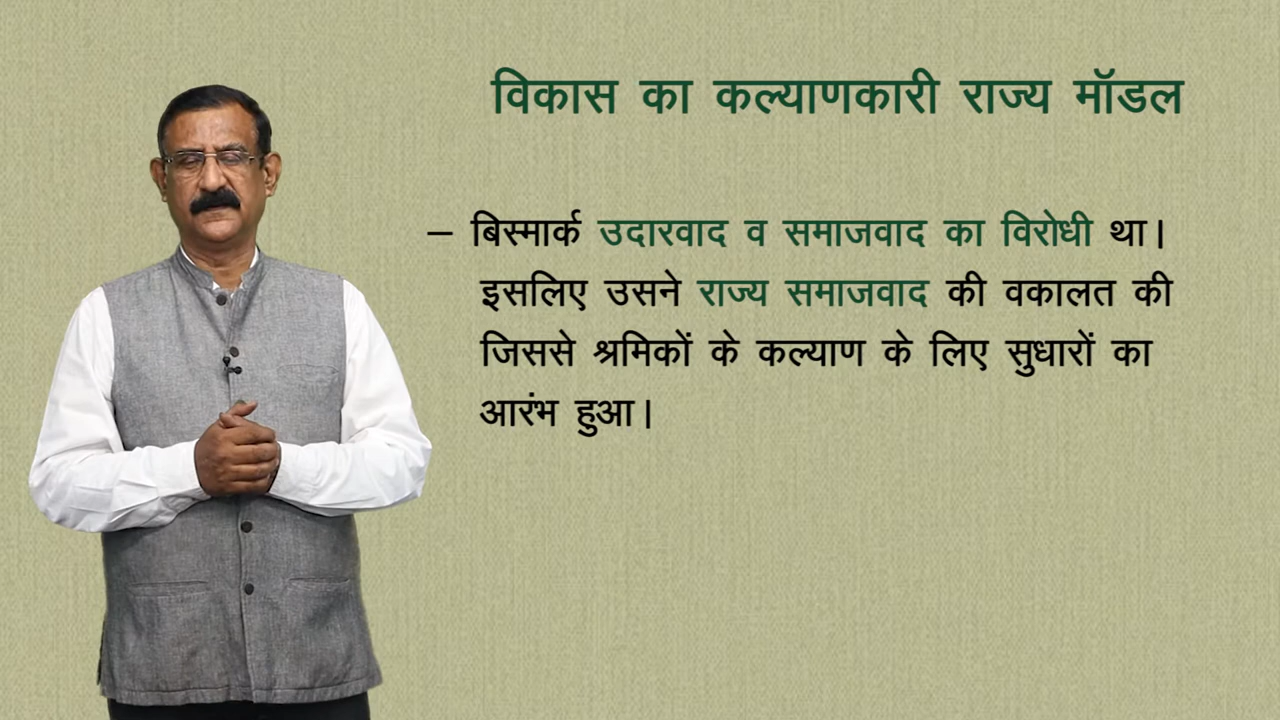 विकास का कल्याणकारी राज्य मॉडल
– बिस्मार्क उदारवाद व समाजवाद का विरोधी था।
इसलिए उसने राज्य समाजवाद की वकालत की
जिससे श्रमिकों के कल्याण के लिए सुधारों का
आरंभ हुआ।